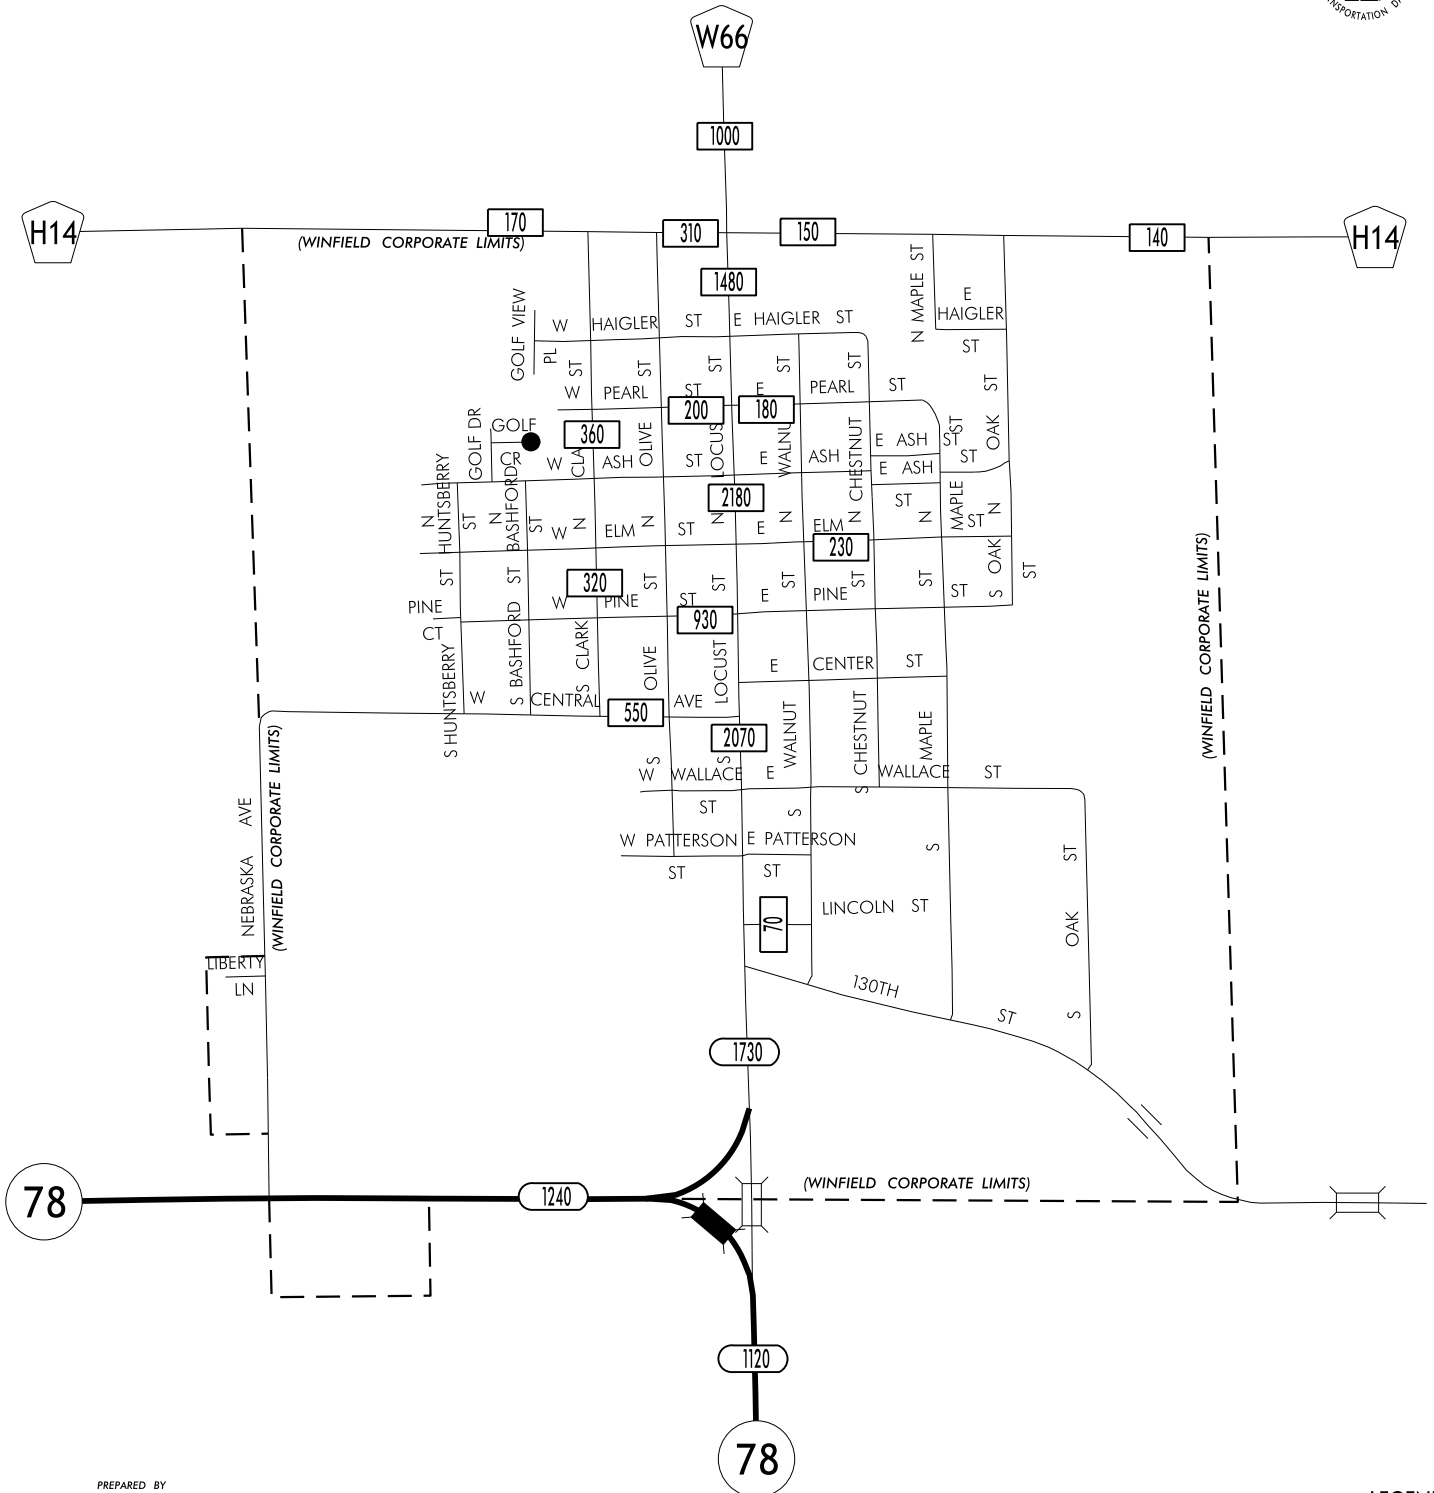 NSPORTATION D
W66
1000
H14
170
310
150
140
H14
(WINFIELD CORPORATE LIMITS)
1480
N MAPLE ST
E HAIGLER ST
GOLF VIEW PL
W HAIGLER ST
E HAIGLER ST
W PEARL ST
E PEARL ST
200
180
360
GOLF DR
GOLF CR
W ASH ST
E ASH ST
E ASH ST
E ASH ST
N HUNTSBERRY ST
N BASHFORD ST
N CLA ST
N OLIVE ST
N LOCUS ST
N WALNU ST
N CHESTNUT ST
N MAPLE ST
N OAK ST
2180
W ELM ST
E ELM ST
230
320
PINE CT
W PINE ST
930
E PINE ST
S HUNTSBERRY ST
S BASHFORD ST
S CLARK
S OLIVE ST
S LOCUST ST
S WALNUT ST
S CHESTNUT ST
S MAPLE ST
S OAK ST
(WINFIELD CORPORATE LIMITS)
E CENTER ST
W CENTRAL AVE
550
2070
W WALLACE ST
E WALLACE ST
NEBRASKA AVE
(WINFIELD CORPORATE LIMITS)
W PATTERSON ST
E PATTERSON ST
70
LINCOLN ST
S OAK ST
LIBERTY LN
130TH ST
1730
78
1240
(WINFIELD CORPORATE LIMITS)
1120
78
PREPARED BY